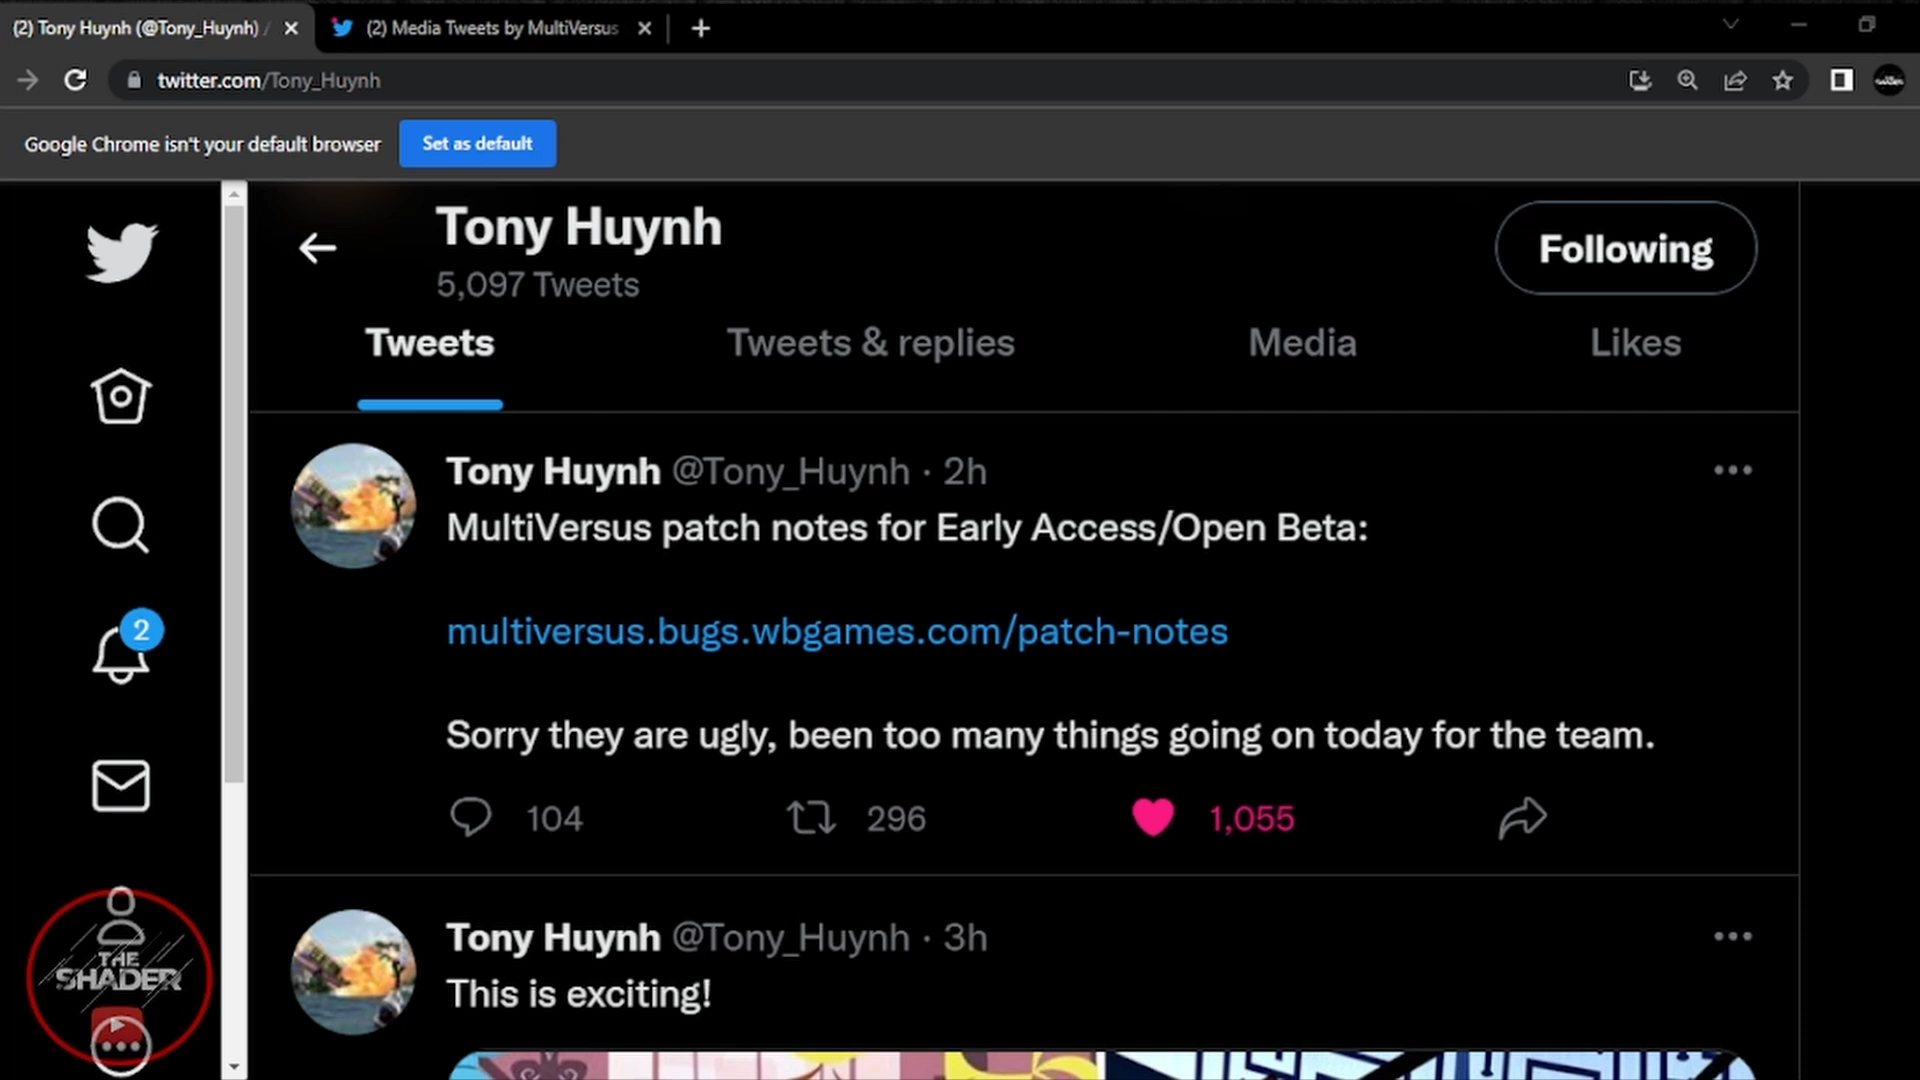 (2) Tony Huynh (@Tony_Huynh) /
(2) Media Tweets by MultiVersus
twitter.com/Tony_Huynh
Google Chrome isn't your default browser
Set as default
Tony Huynh
5,097 Tweets
Following
Tweets
Tweets & replies
Media
Likes
Tony Huynh @Tony_Huynh · 2h
MultiVersus patch notes for Early Access/Open Beta:
multiversus.bugs.wbgames.com/patch-notes
Sorry they are ugly, been too many things going on today for the team.
104
296
1,055
2
Tony Huynh @Tony_Huynh · 3h
This is exciting!
THE
SHADER